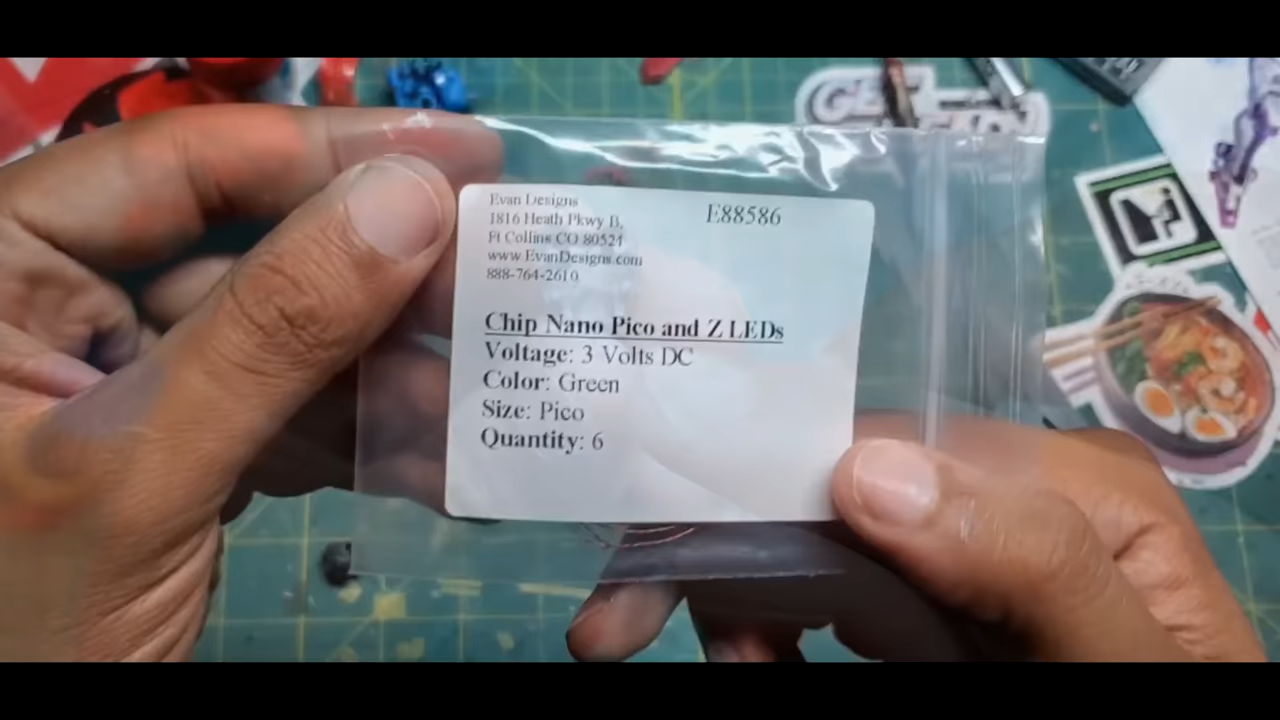 Evan Designs
1816 Heath Pkwy B,
Ft Collins CO 80524
www.EvanDesigns.com
888-764-2610
E88586
Chip Nano Pico and Z LEDs
Voltage: 3 Volts DC
Color: Green
Size: Pico
Quantity: 6